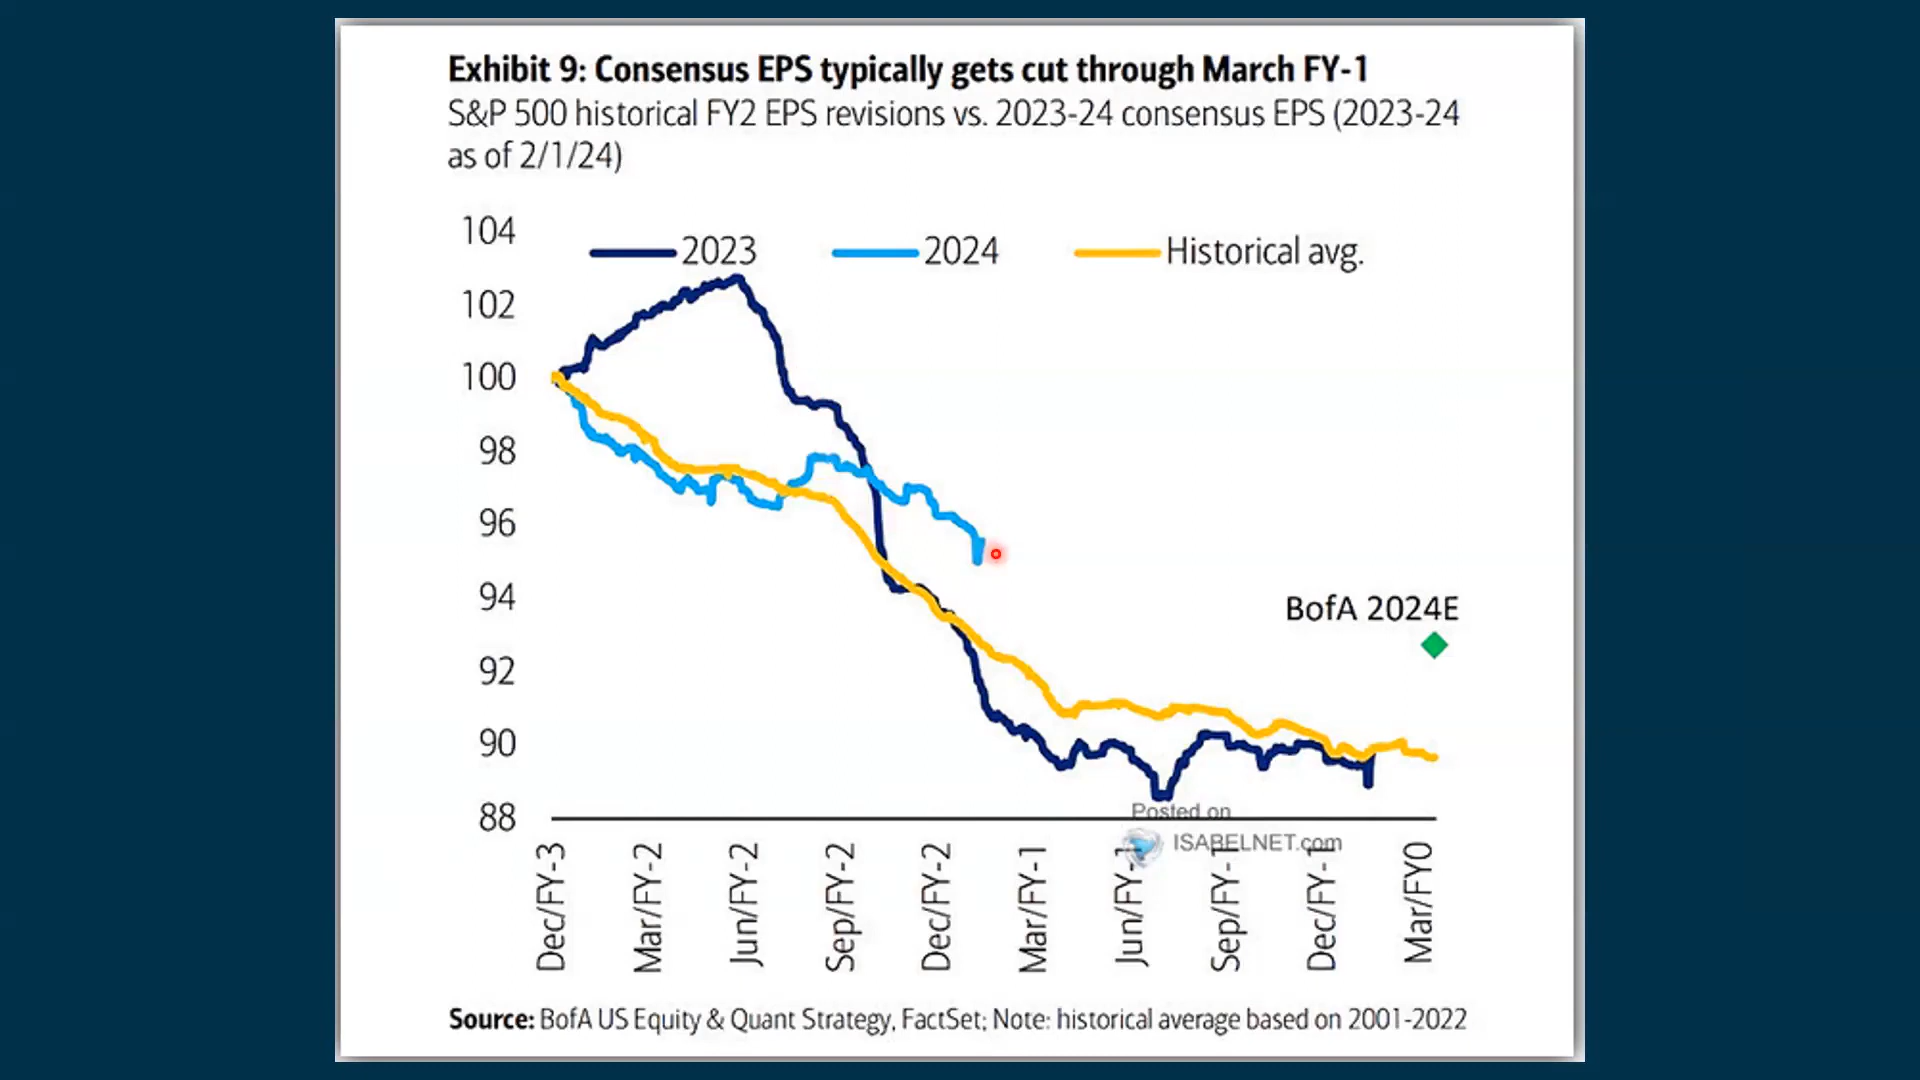 Exhibit 9: Consensus EPS typically gets cut through March FY-1
S&P 500 historical FY2 EPS revisions vs. 2023-24 consensus EPS (2023-24
as of 2/1/24)
2023
2024
Historical avg.
104
102
100
98
96
94
92
90
88
BofA 2024E
Posted on
ISABELNET.com
Dec/FY-3
Mar/FY-2
Jun/FY-2
Sep/FY-2
Dec/FY-2
Mar/FY-1
Jun/FY-1
Sep/FY-1
Dec/FY-1
Mar/FY0
Source: BofA US Equity & Quant Strategy, FactSet; Note: historical average based on 2001-2022